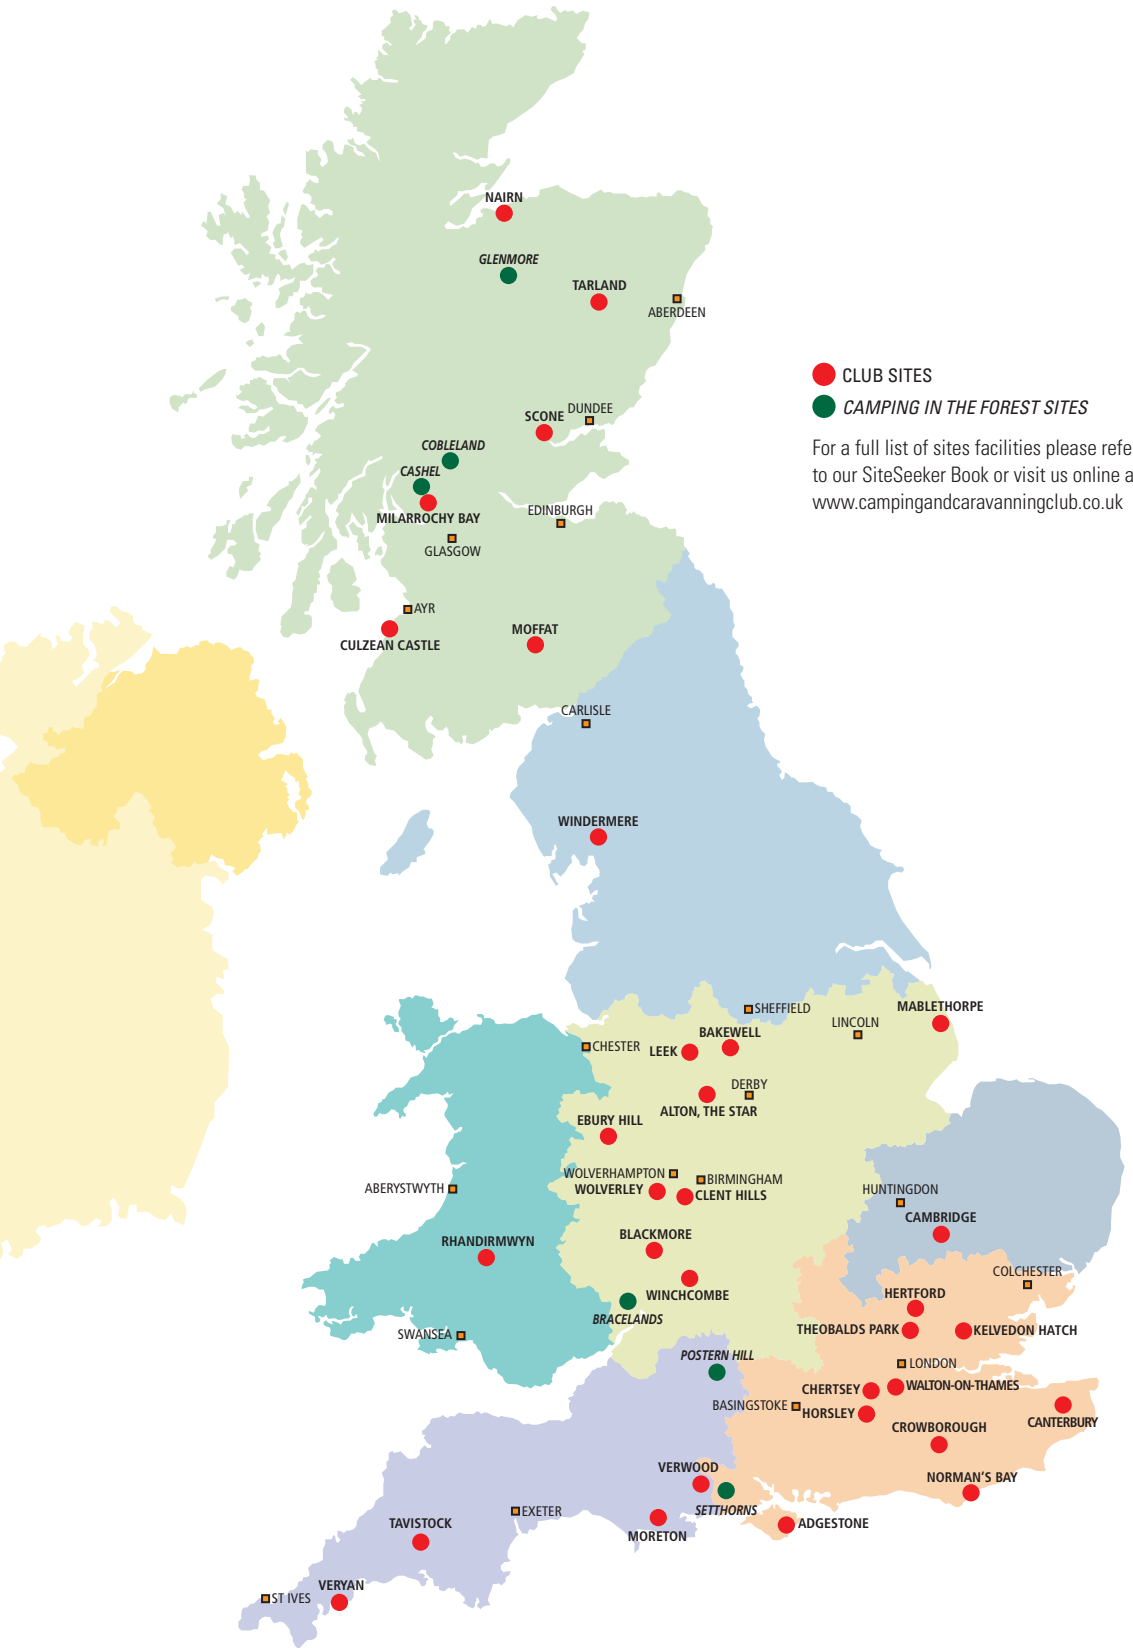 NAIRN
GLENMORE
TARLAND
ABERDEEN
CLUB SITES
CAMPING IN THE FOREST SITES
For a full list of sites facilities please refe
to our SiteSeeker Book or visit us online a
www.campingandcaravanningclub.co.uk
DUNDEE
SCONE
COBLELAND
CASHEL
MILARROCHY BAY
EDINBURGH
GLASGOW
AYR
CULZEAN CASTLE
MOFFAT
CARLISLE
WINDERMERE
SHEFFIELD
MABLETHORPE
LINCOLN
BAKEWELL
CHESTER
LEEK
DERBY
ALTON, THE STAR
EBURY HILL
WOLVERHAMPTON
BIRMINGHAM
ABERYSTWYTH
WOLVERLEY
CLENT HILLS
HUNTINGDON
CAMBRIDGE
BLACKMORE
RHANDIRMWYN
COLCHESTER
WINCHCOMBE
HERTFORD
BRACELANDS
THEOBALDS PARK
KELVEDON HATCH
SWANSEA
POSTERN HILL
LONDON
CHERTSEY
WALTON-ON-THAMES
BASINGSTOKE
HORSLEY
CANTERBURY
CROWBOROUGH
VERWOOD
NORMAN'S BAY
SETTHORNS
EXETER
TAVISTOCK
MORETON
ADGESTONE
VERYAN
ST IVES